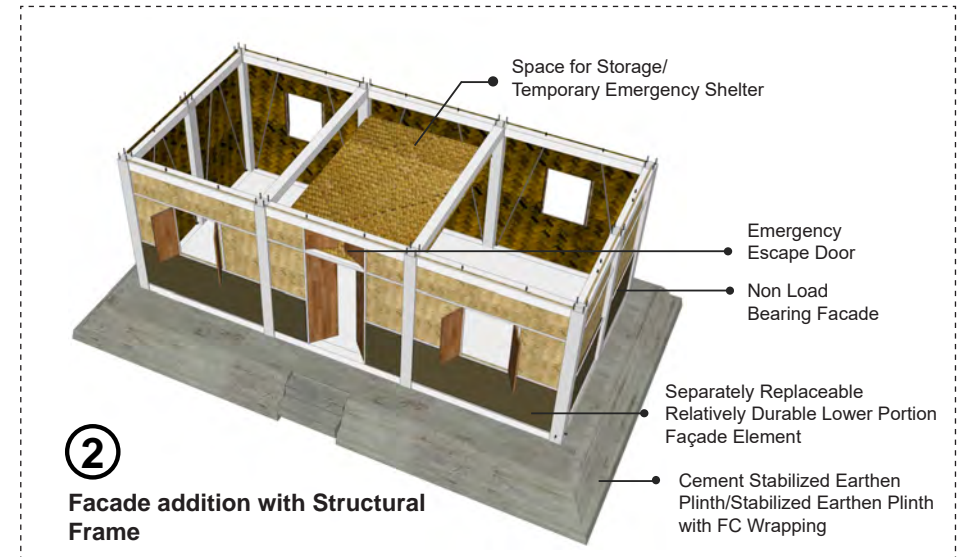 Space for Storage/
Temporary Emergency Shelter
Emergency
Escape Door
Non Load
Bearing Facade
Separately Replaceable
Relatively Durable Lower Portion
Façade Element
Cement Stabilized Earthen
Plinth/Stabilized Earthen Plinth
with FC Wrapping
2
Facade addition with Structural
Frame